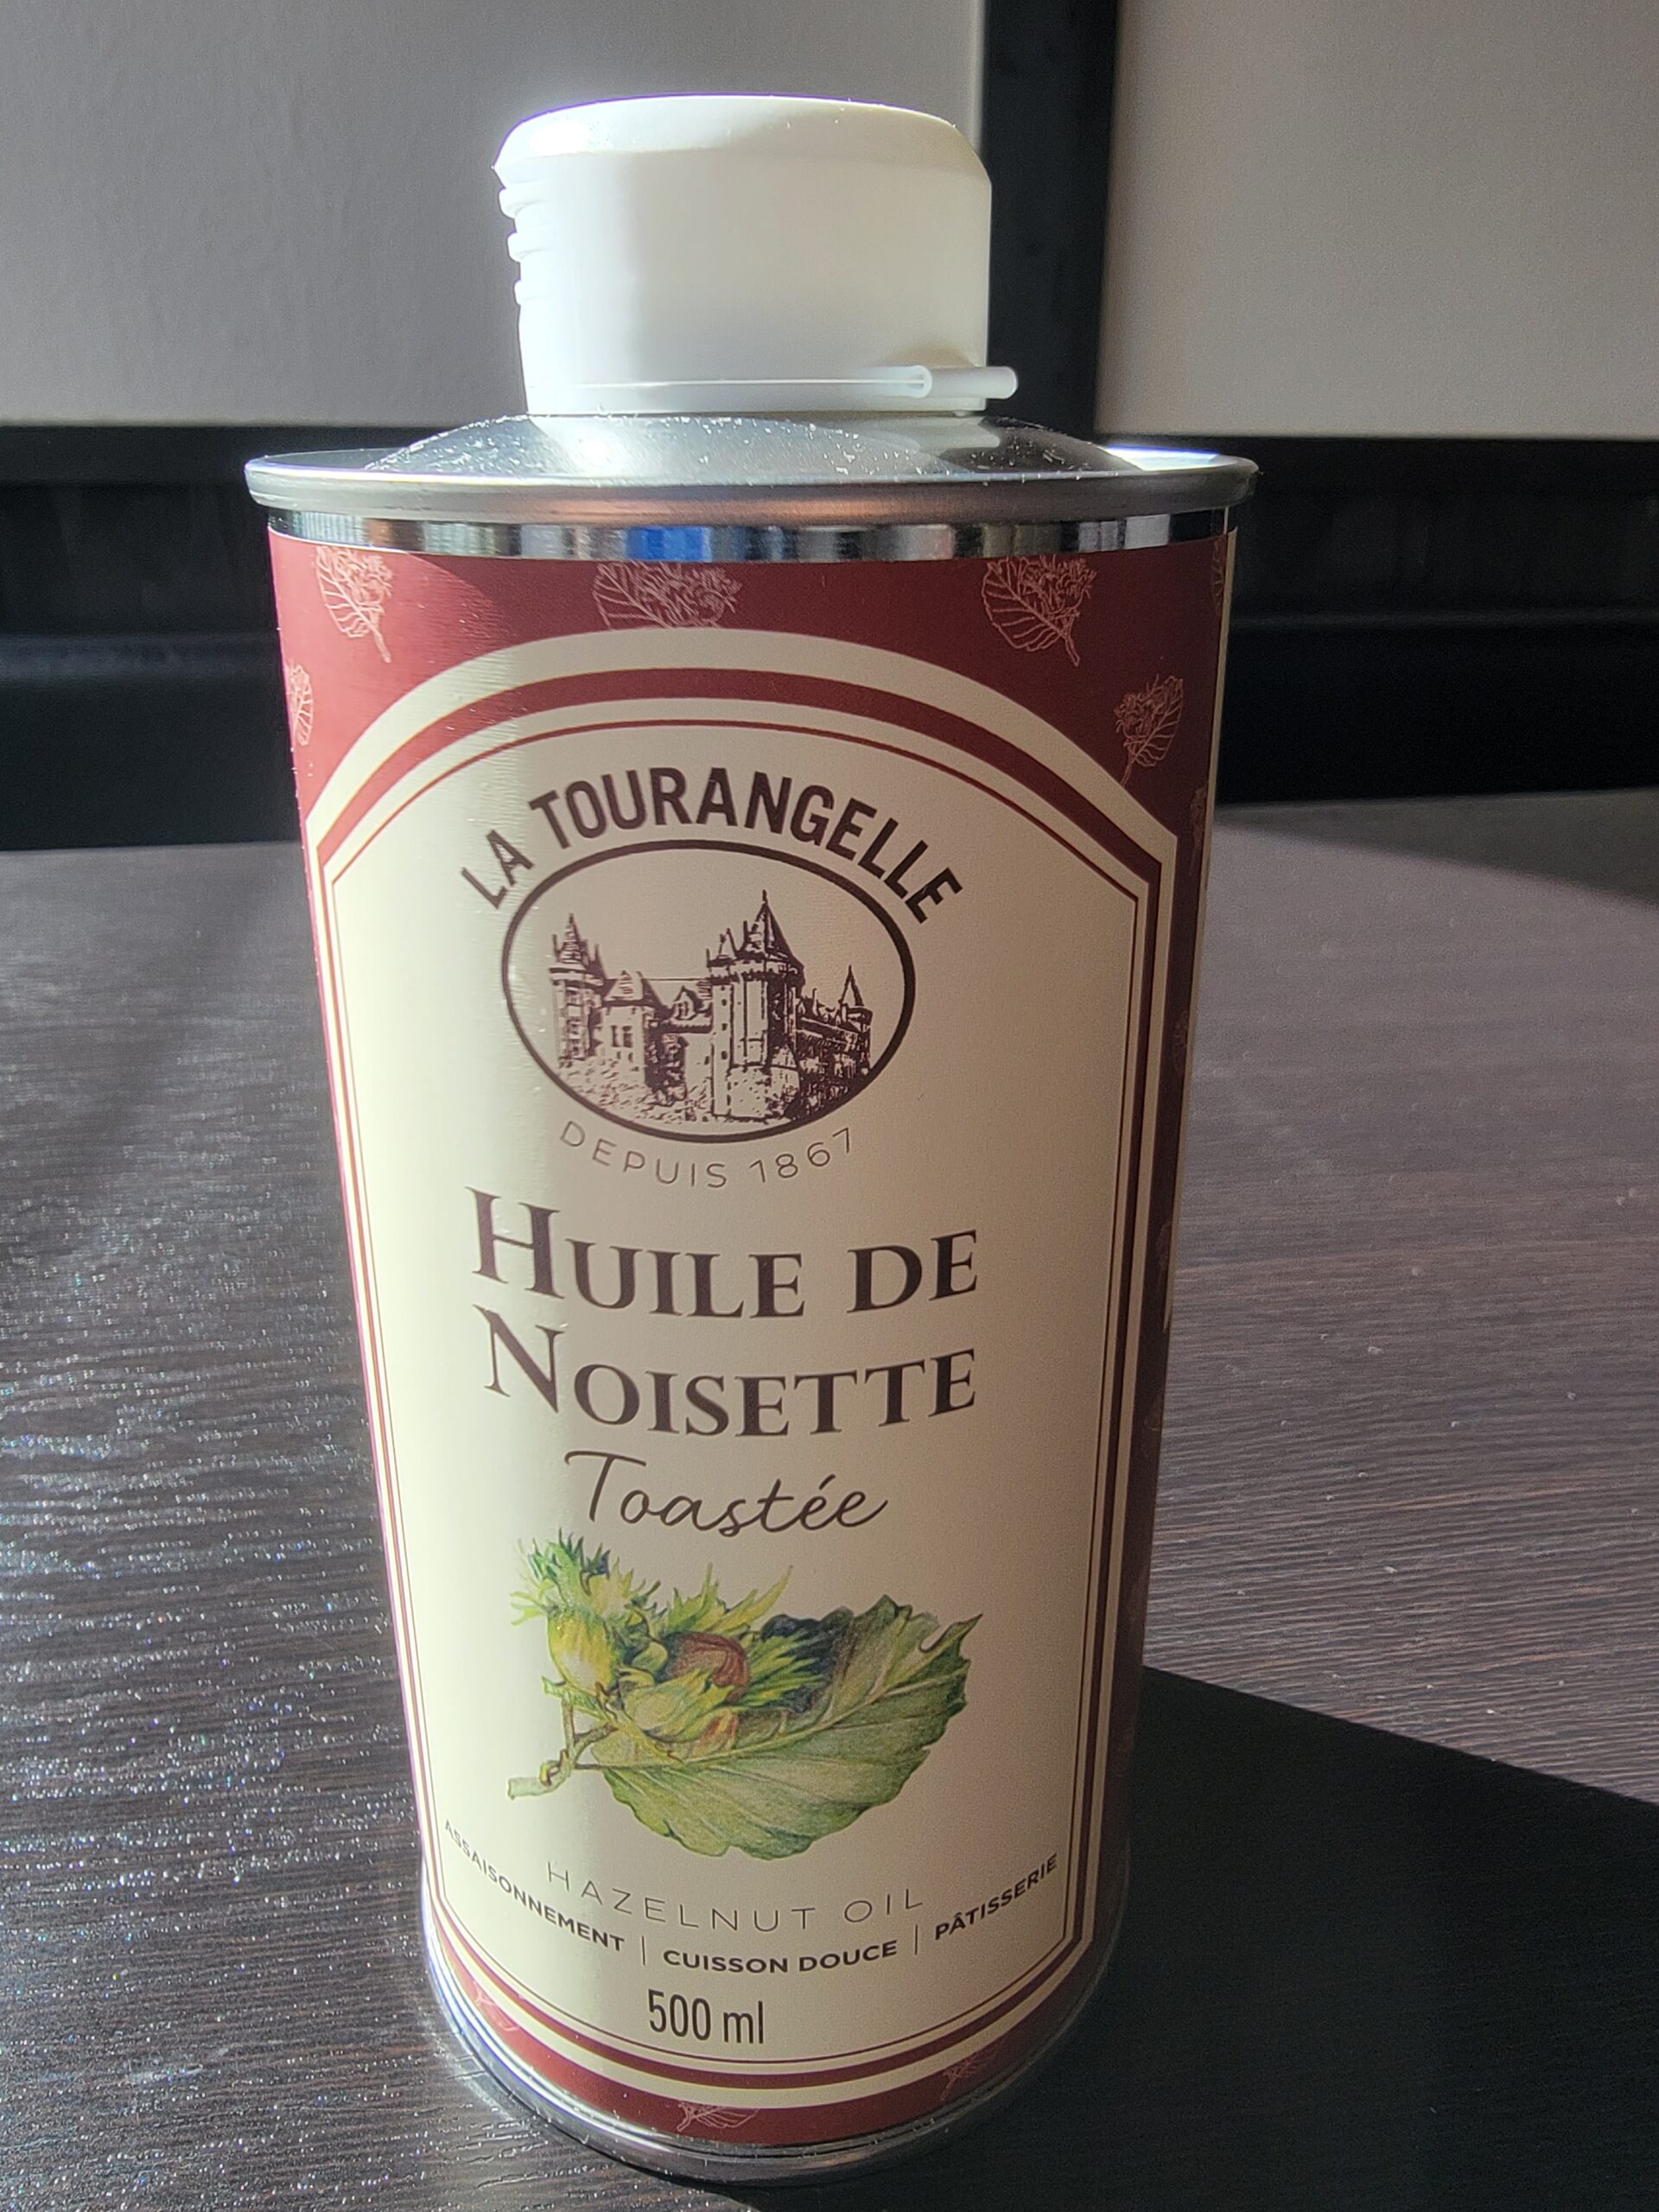 LA TOURANGELLE
DEPUIS 1867
HUILE DE
NOISETTE
Toastée
HAZELNUT OIL
ASSAISONNEMENT | CUISSON DOUCE | PÂTISSERIE
500 ml